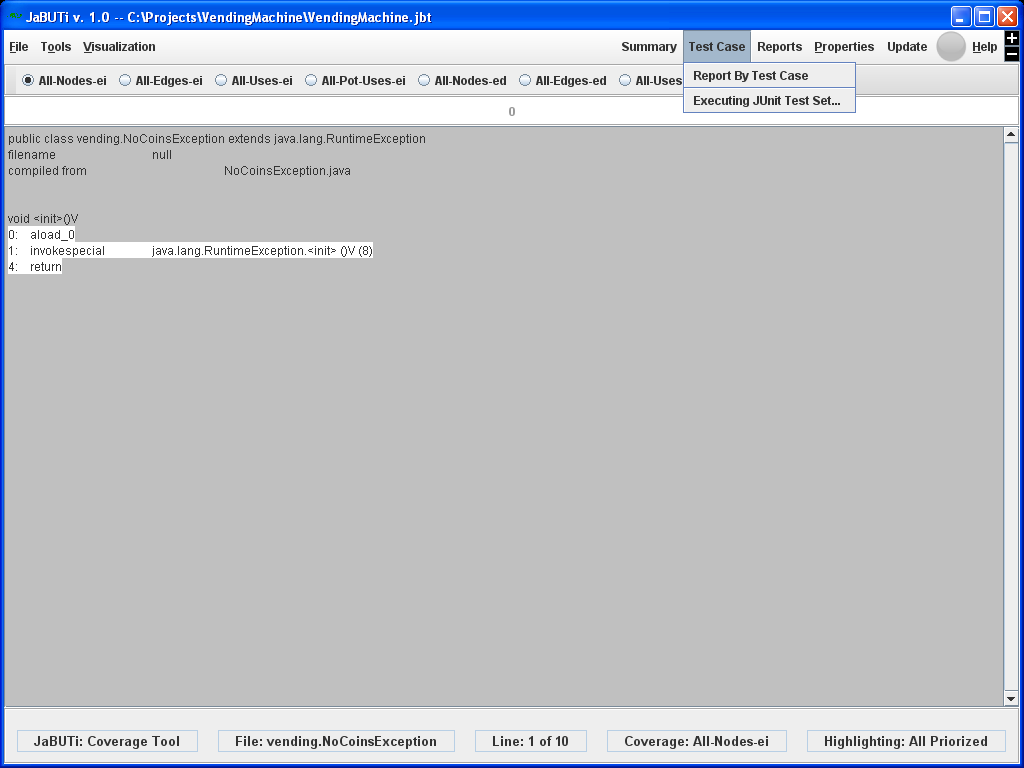 JaBUTi v. 1.0 -- C:\Projects\VendingMachine\VendingMachine.jbt
File Tools Visualization Summary Test Case Reports Properties Update Help
Report By Test Case
Executing JUnit Test Set...
All-Nodes-ei All-Edges-ei All-Uses-ei All-Pot-Uses-ei All-Nodes-ed All-Edges-ed All-Uses
0
public class vending.NoCoinsException extends java.lang.RuntimeException
filename null
compiled from NoCoinsException.java
void <init>()V
0: aload_0
1: invokespecial java.lang.RuntimeException.<init> ()V (8)
4: return
JaBUTi: Coverage Tool File: vending.NoCoinsException Line: 1 of 10 Coverage: All-Nodes-ei Highlighting: All Priorized